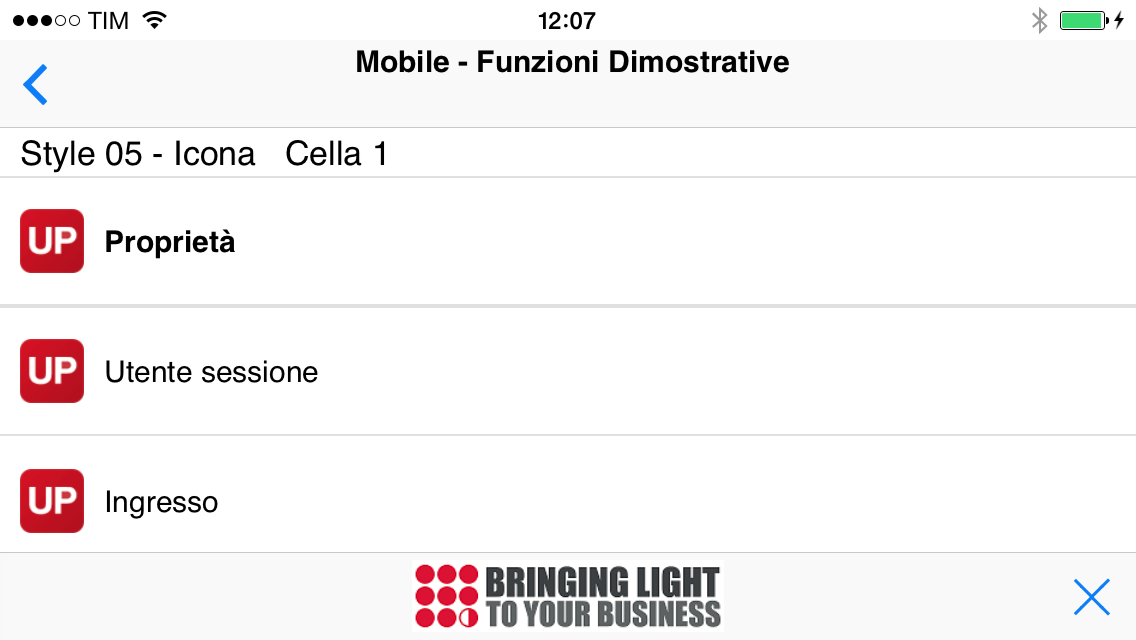 TIM 12:07
Mobile - Funzioni Dimostrative
Style 05 - Icona Cella 1
UP Proprietà
UP Utente sessione
UP Ingresso
BRINGING LIGHT
TO YOUR BUSINESS